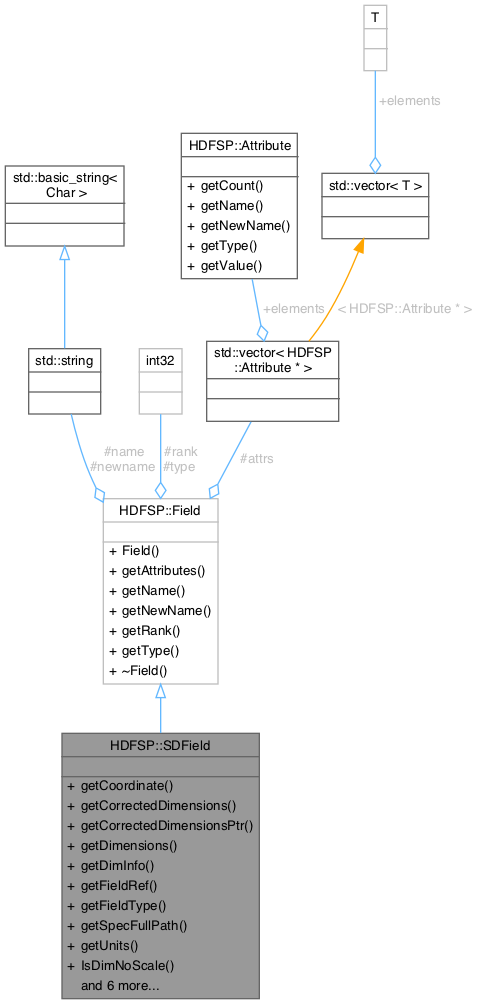 T
+elements
HDFSP::Attribute
+ getCount()
+ getName()
+ getNewName()
+ getType()
+ getValue()
std::basic_string<
Char >
std::vector< T >
+elements
< HDFSP::Attribute * >
std::string
int32
std::vector< HDFSP
::Attribute * >
#name
#newname
#rank
#type
#attrs
HDFSP::Field
+ Field()
+ getAttributes()
+ getName()
+ getNewName()
+ getRank()
+ getType()
+ ~Field()
HDFSP::SDField
+ getCoordinate()
+ getCorrectedDimensions()
+ getCorrectedDimensionsPtr()
+ getDimensions()
+ getDimInfo()
+ getFieldRef()
+ getFieldType()
+ getSpecFullPath()
+ getUnits()
+ IsDimNoScale()
and 6 more...